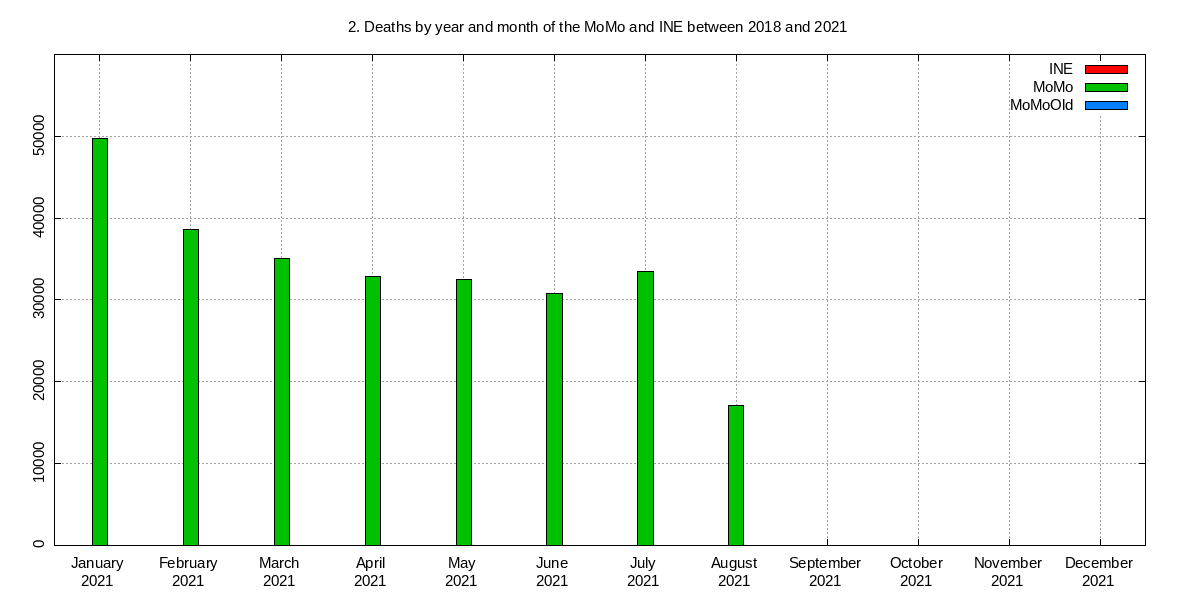 2. Deaths by year and month of the MoMo and INE between 2018 and 2021
INE
MoMo
MoMoOld
50000
40000
30000
20000
10000
0
January February March April May June July August September October November December
2021 2021 2021 2021 2021 2021 2021 2021 2021 2021 2021 2021